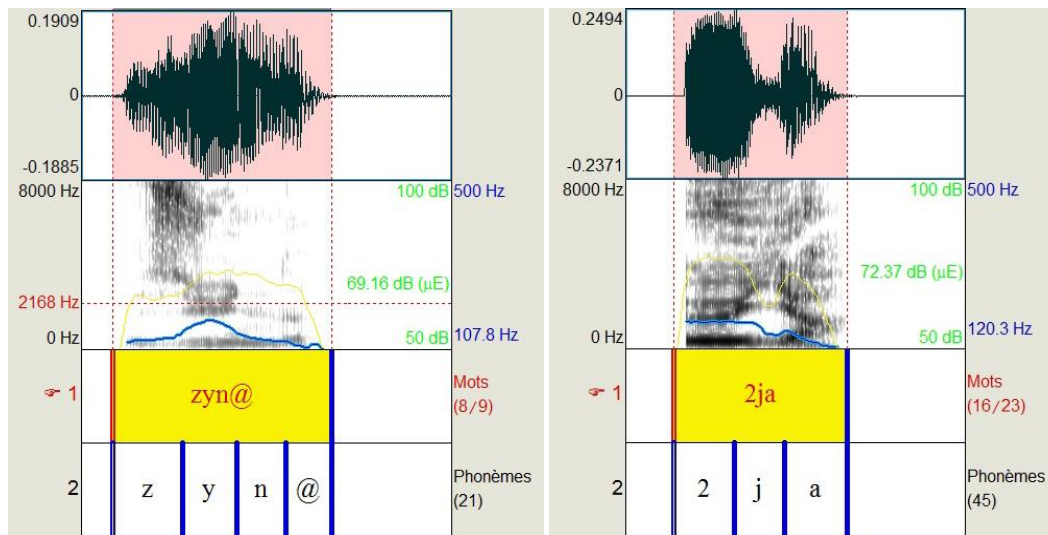 0.1909
0
-0.1885
8000 Hz
100 dB
500 Hz
69.16 dB (µE)
2168 Hz
0 Hz
50 dB
107.8 Hz
☞ 1
zyn@
Mots
(8/9)
2
z y n @
Phonèmes
(21)
0.2494
0
-0.2371
8000 Hz
100 dB
500 Hz
72.37 dB (µE)
0 Hz
50 dB
120.3 Hz
☞ 1
2ja
Mots
(16/23)
2
2 j a
Phonèmes
(45)